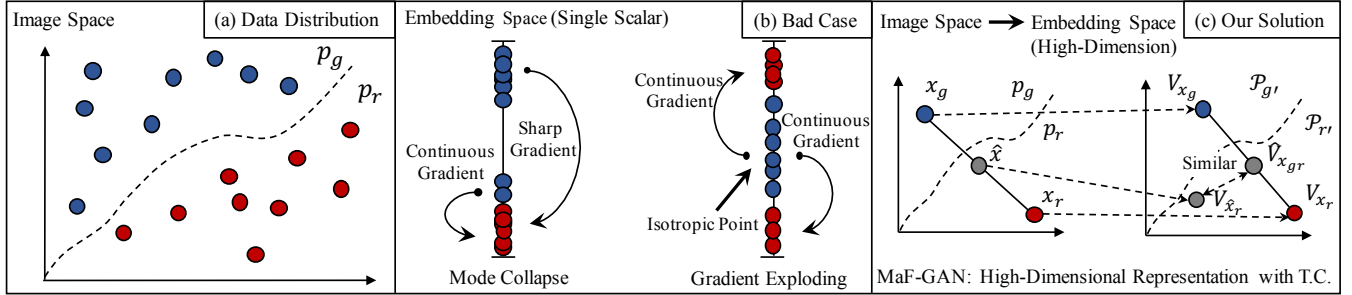 Image Space
(a) Data Distribution
p_g
p_r
Embedding Space (Single Scalar)
(b) Bad Case
Continuous
Gradient
Sharp
Gradient
Mode Collapse
Continuous
Gradient
Continuous
Gradient
Isotropic Point
Gradient Exploding
Image Space
Embedding Space
(High-Dimension)
(c) Our Solution
x_g
p_g
p_r
x̂
x_r
V_{x_g}
𝒫_{g'}
𝒫_{r'}
Similar
V̂_{x_{gr}}
V_{x̂_r}
V_{x_r}
MaF-GAN: High-Dimensional Representation with T.C.